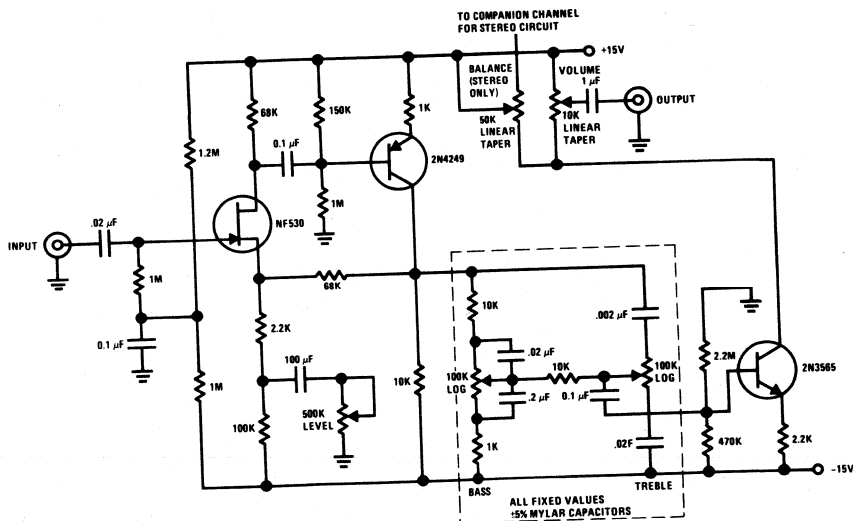 TO COMPANION CHANNEL
FOR STEREO CIRCUIT
+15V
BALANCE
(STEREO
ONLY)
VOLUME
1 µF
OUTPUT
68K
150K
1K
50K
LINEAR
TAPER
10K
LINEAR
TAPER
1.2M
0.1 µF
2N4249
1M
NF530
.02 µF
INPUT
1M
68K
10K
.002 µF
0.1 µF
2.2K
.02 µF
2.2M
100 µF
10K
100K
LOG
10K
100K
LOG
2N3565
1M
.2 µF
0.1 µF
100K
500K
LEVEL
1K
.02F
470K
2.2K
-15V
BASS
TREBLE
ALL FIXED VALUES
±5% MYLAR CAPACITORS